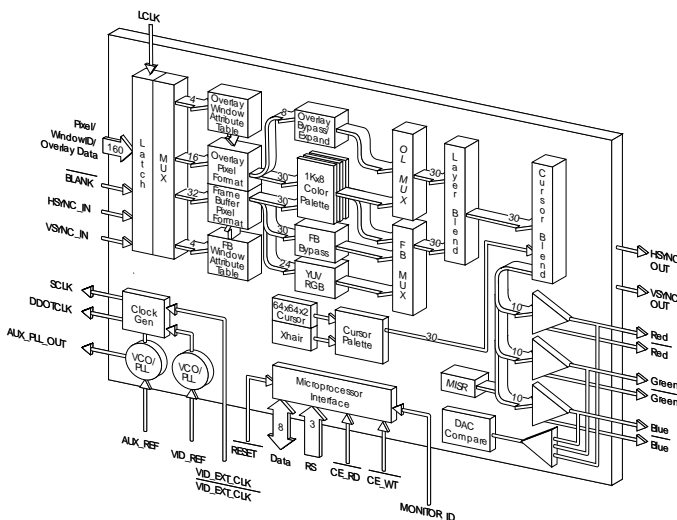 LCLK
Pixel/
WindowID/
Overlay Data
160
BLANK
HSYNC_IN
VSYNC_IN
Latch
MUX
4
16
32
4
Overlay
Window
Attribute
Table
Overlay
Pixel
Format
Frame
Buffer
Pixel
Format
FB
Window
Attribute
Table
8
30
30
30
24
Overlay
Bypass/
Expand
1Kx8
Color
Palette
FB
Bypass
YUV
RGB
OL MUX
FB MUX
30
30
Layer Blend
30
Cursor Blend
HSYNC
OUT
VSYNC
OUT
SCLK
DDOTCLK
AUX_PLL_OUT
Clock
Gen
VCO/
PLL
VCO/
PLL
64x64x2
Cursor
Xhair
Cursor
Palette
30
10
10
10
Red
Red
Green
Green
Blue
Blue
MISR
DAC
Compare
Microprocessor
Interface
8
3
AUX_REF
VID_REF
VID_EXT_CLK
VID_EXT_CLK
RESET
Data
RS
CE_RD
CE_WT
MONITOR_ID